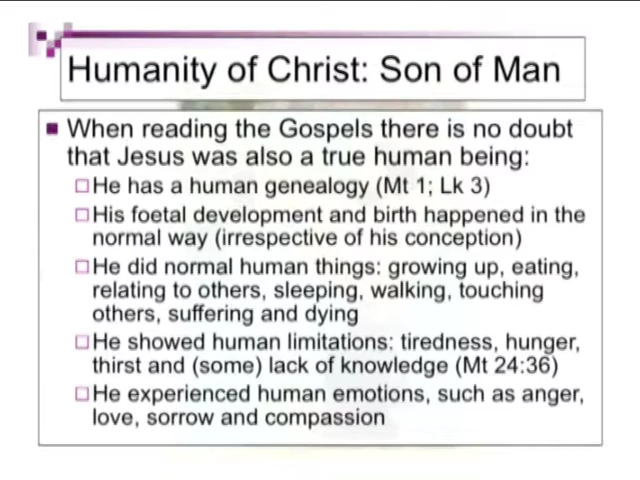 Humanity of Christ: Son of Man
When reading the Gospels there is no doubt
that Jesus was also a true human being:
He has a human genealogy (Mt 1; Lk 3)
His foetal development and birth happened in the
normal way (irrespective of his conception)
He did normal human things: growing up, eating,
relating to others, sleeping, walking, touching
others, suffering and dying
He showed human limitations: tiredness, hunger,
thirst and (some) lack of knowledge (Mt 24:36)
He experienced human emotions, such as anger,
love, sorrow and compassion